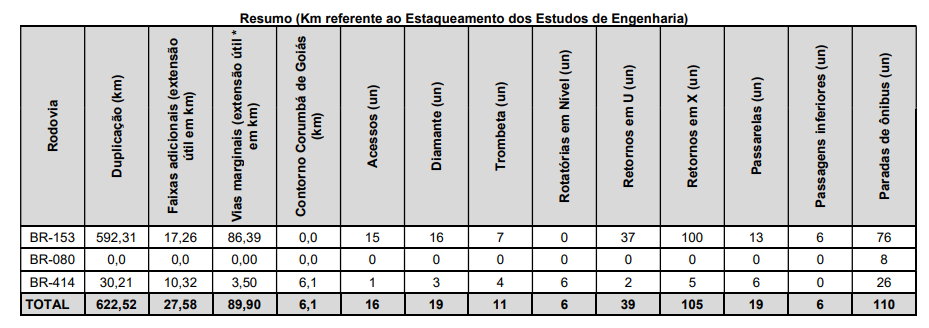 Resumo (Km referente ao Estaqueamento dos Estudos de Engenharia)
Rodovia
Duplicação (km)
Faixas adicionais (extensão
útil em km)
Vias marginais (extensão útil *
em km)
Contorno Corumbá de Goiás
(km)
Acessos (un)
Diamante (un)
Trombeta (un)
Rotatórias em Nivel (un)
Retornos em U (un)
Retornos em X (un)
Passarelas (un)
Passagens inferiores (un)
Paradas de ônibus (un)
BR-153 592,31 17,26 86,39 0,0 15 16 7 0 37 100 13 6 76
BR-080 0,0 0,0 0,00 0,0 0 0 0 0 0 0 0 0 8
BR-414 30,21 10,32 3,50 6,1 1 3 4 6 2 5 6 0 26
TOTAL 622,52 27,58 89,90 6,1 16 19 11 6 39 105 19 6 110